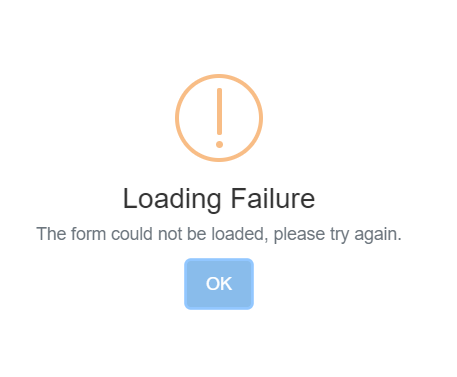 Loading Failure
The form could not be loaded, please try again.
OK